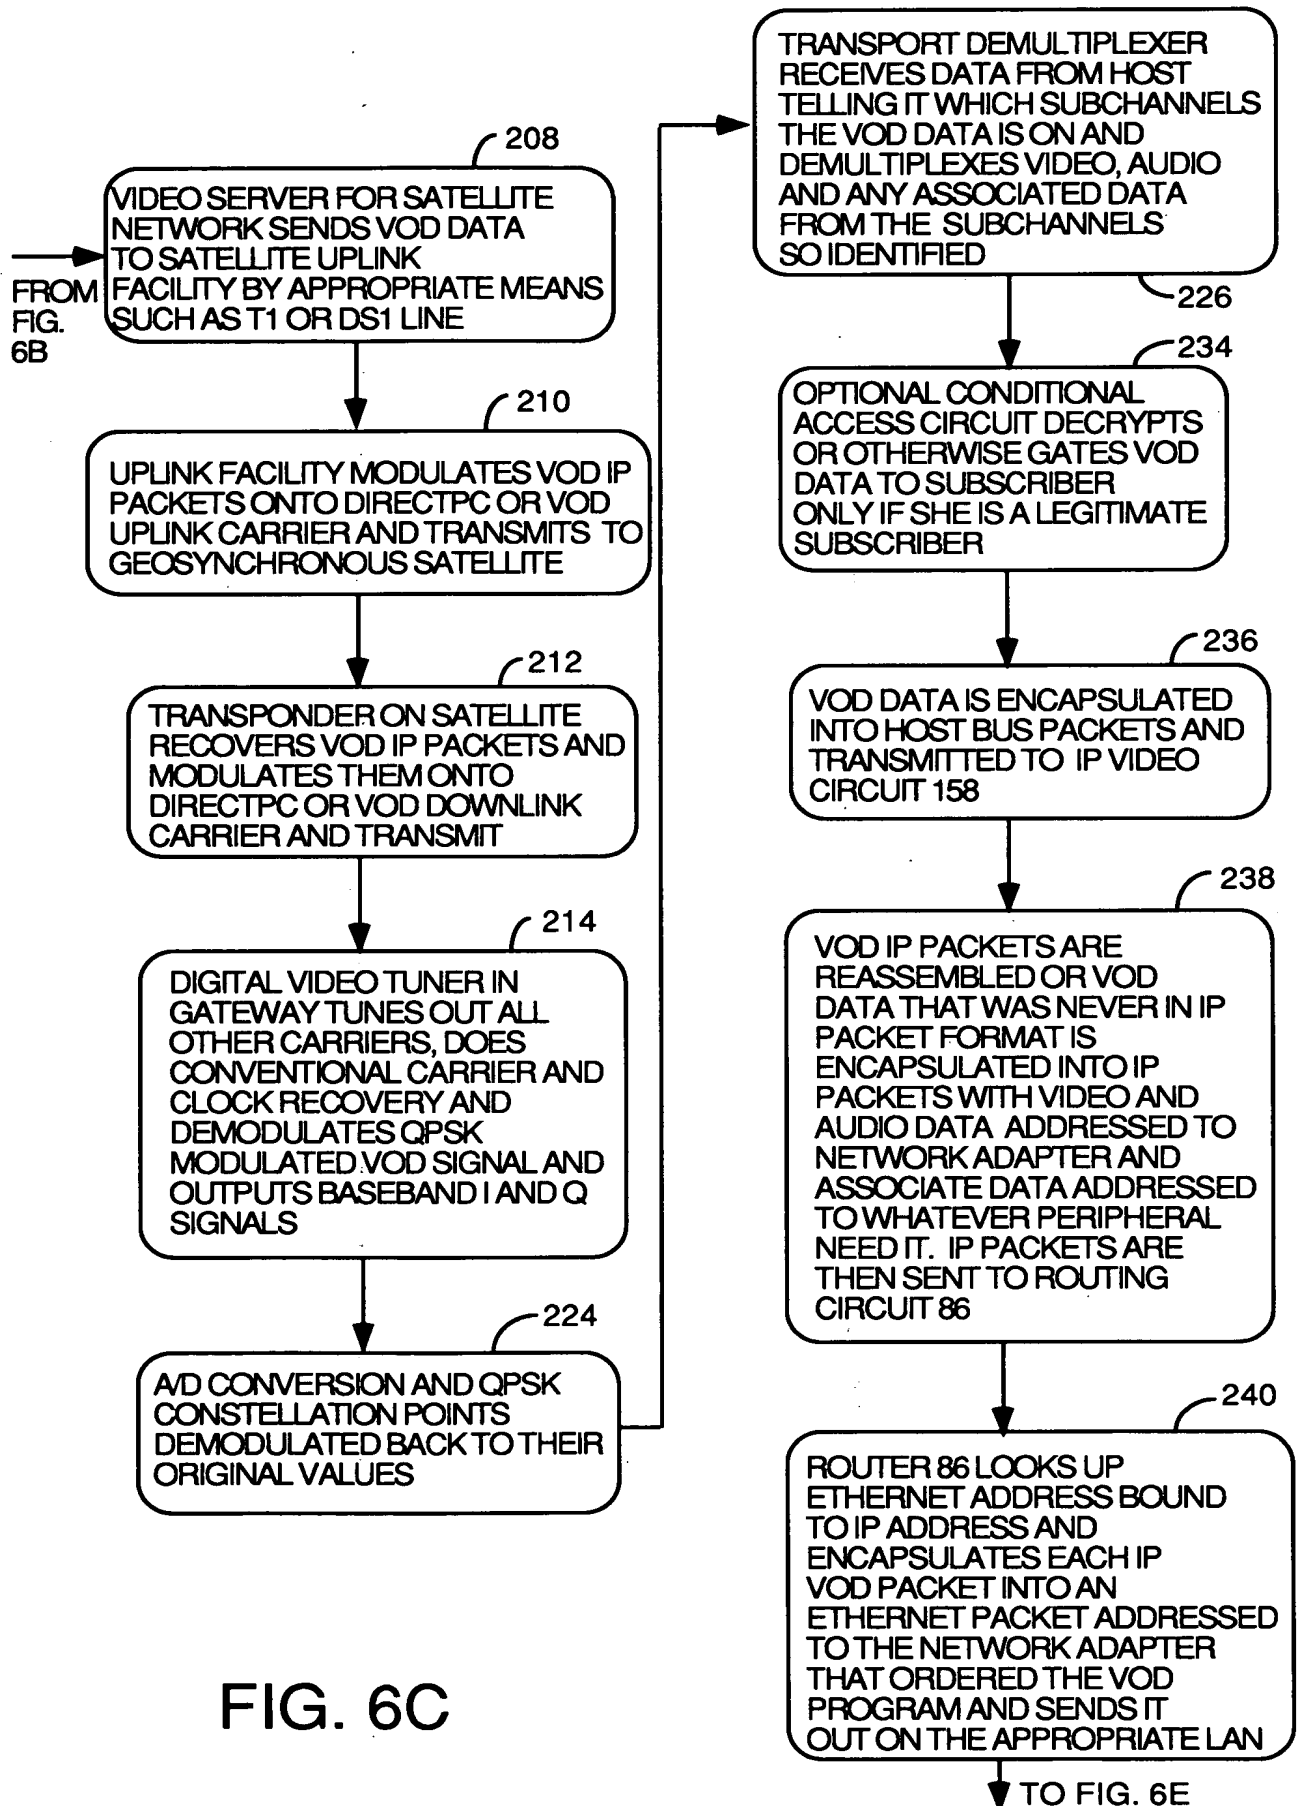 FROM
FIG.
6B
208
VIDEO SERVER FOR SATELLITE
NETWORK SENDS VOD DATA
TO SATELLITE UPLINK
FACILITY BY APPROPRIATE MEANS
SUCH AS T1 OR DS1 LINE
210
UPLINK FACILITY MODULATES VOD IP
PACKETS ONTO DIRECTPC OR VOD
UPLINK CARRIER AND TRANSMITS TO
GEOSYNCHRONOUS SATELLITE
212
TRANSPONDER ON SATELLITE
RECOVERS VOD IP PACKETS AND
MODULATES THEM ONTO
DIRECTPC OR VOD DOWNLINK
CARRIER AND TRANSMIT
214
DIGITAL VIDEO TUNER IN
GATEWAY TUNES OUT ALL
OTHER CARRIERS, DOES
CONVENTIONAL CARRIER AND
CLOCK RECOVERY AND
DEMODULATES QPSK
MODULATED VOD SIGNAL AND
OUTPUTS BASEBAND I AND Q
SIGNALS
224
A/D CONVERSION AND QPSK
CONSTELLATION POINTS
DEMODULATED BACK TO THEIR
ORIGINAL VALUES
TRANSPORT DEMULTIPLEXER
RECEIVES DATA FROM HOST
TELLING IT WHICH SUBCHANNELS
THE VOD DATA IS ON AND
DEMULTIPLEXES VIDEO, AUDIO
AND ANY ASSOCIATED DATA
FROM THE SUBCHANNELS
SO IDENTIFIED
226
234
OPTIONAL CONDITIONAL
ACCESS CIRCUIT DECRYPTS
OR OTHERWISE GATES VOD
DATA TO SUBSCRIBER
ONLY IF SHE IS A LEGITIMATE
SUBSCRIBER
236
VOD DATA IS ENCAPSULATED
INTO HOST BUS PACKETS AND
TRANSMITTED TO IP VIDEO
CIRCUIT 158
238
VOD IP PACKETS ARE
REASSEMBLED OR VOD
DATA THAT WAS NEVER IN IP
PACKET FORMAT IS
ENCAPSULATED INTO IP
PACKETS WITH VIDEO AND
AUDIO DATA ADDRESSED TO
NETWORK ADAPTER AND
ASSOCIATE DATA ADDRESSED
TO WHATEVER PERIPHERAL
NEED IT. IP PACKETS ARE
THEN SENT TO ROUTING
CIRCUIT 86
240
ROUTER 86 LOOKS UP
ETHERNET ADDRESS BOUND
TO IP ADDRESS AND
ENCAPSULATES EACH IP
VOD PACKET INTO AN
ETHERNET PACKET ADDRESSED
TO THE NETWORK ADAPTER
THAT ORDERED THE VOD
PROGRAM AND SENDS IT
OUT ON THE APPROPRIATE LAN
TO FIG. 6E
FIG. 6C